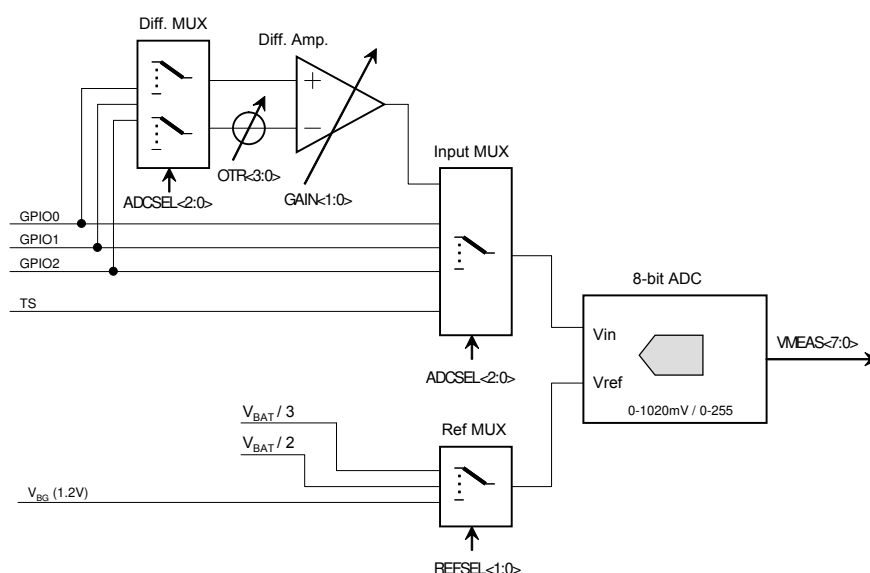 Diff. MUX
Diff. Amp.
+
−
OTR<3:0>
Input MUX
ADCSEL<2:0>
GAIN<1:0>
GPIO0
GPIO1
GPIO2
8-bit ADC
TS
Vin
VMEAS<7:0>
ADCSEL<2:0>
Vref
VBAT / 3
0-1020mV / 0-255
Ref MUX
VBAT / 2
VBG (1.2V)
REFSEL<1:0>